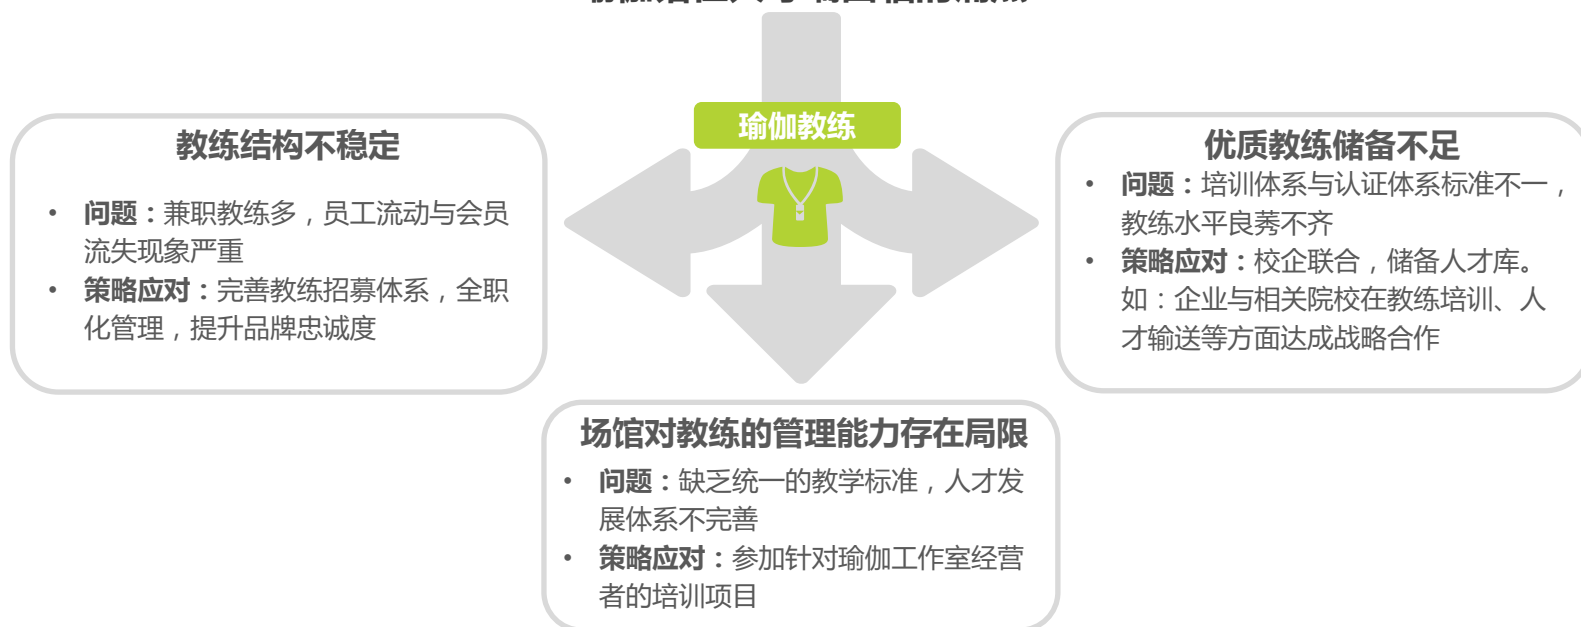 瑜伽教练
教练结构不稳定
• 问题：兼职教练多，员工流动与会员
流失现象严重
• 策略应对：完善教练招募体系，全职
化管理，提升品牌忠诚度
优质教练储备不足
• 问题：培训体系与认证体系标准不一，
教练水平良莠不齐
• 策略应对：校企联合，储备人才库。
如：企业与相关院校在教练培训、人
才输送等方面达成战略合作
场馆对教练的管理能力存在局限
• 问题：缺乏统一的教学标准，人才发
展体系不完善
• 策略应对：参加针对瑜伽工作室经营
者的培训项目